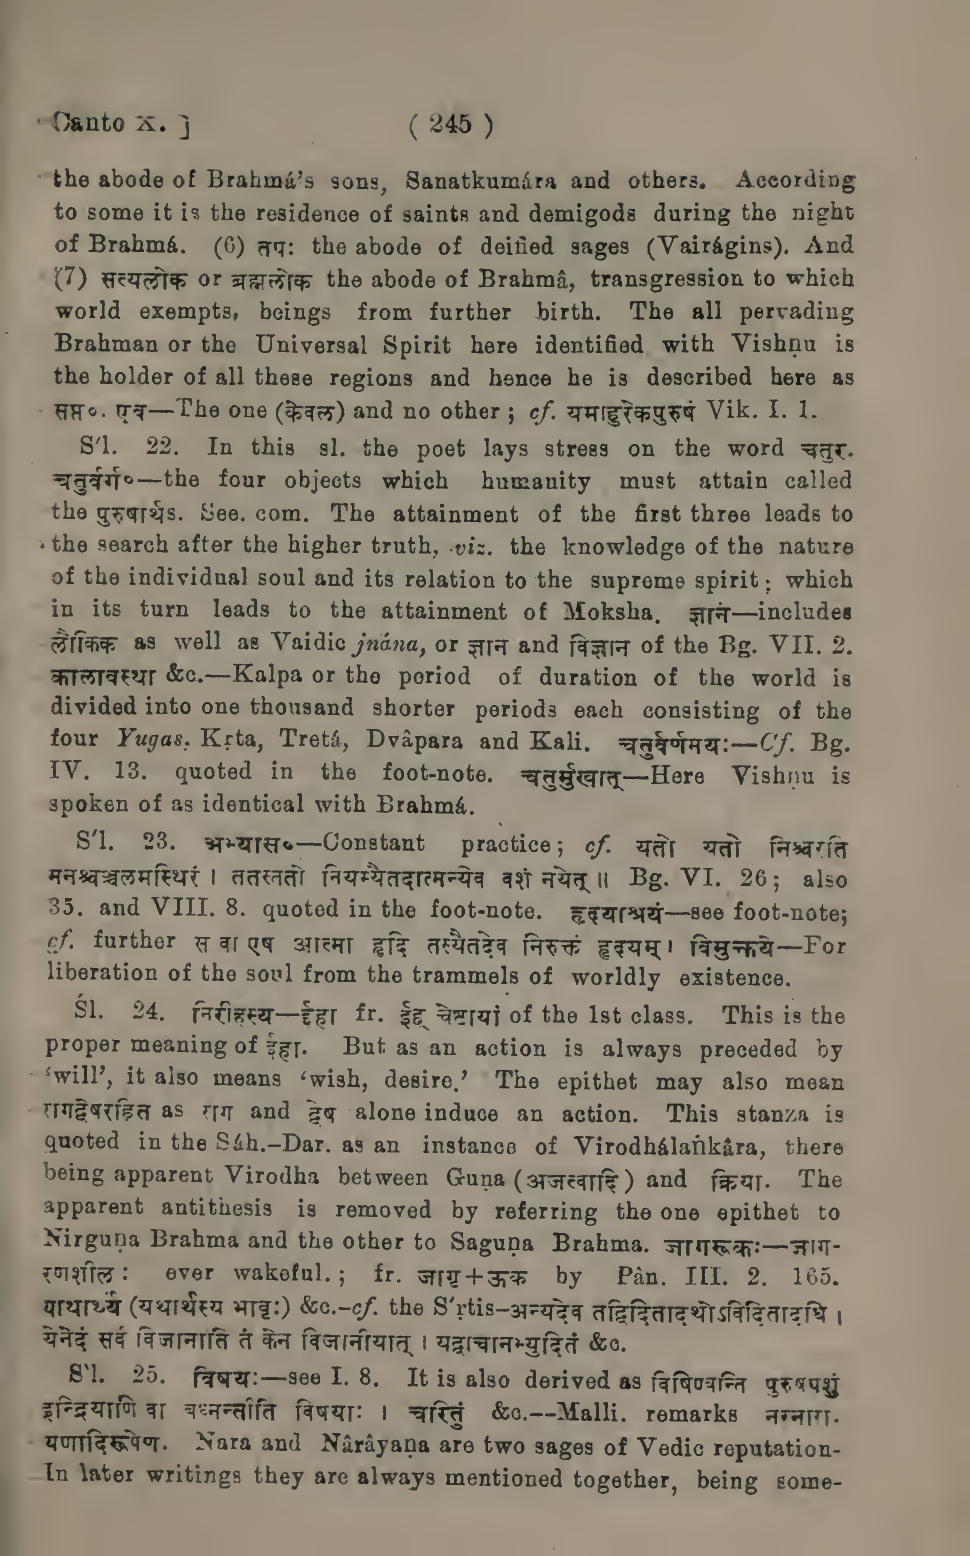 Canto X. ] ( 245 )
the abode of Brahmá's sons, Sanatkumára and others. According
to some it is the residence of saints and demigods during the night
of Brahmá. (6) तपः the abode of deified sages (Vairágins). And
(7) सत्यलोक or ब्रह्मलोक the abode of Brahmâ, transgression to which
world exempts, beings from further birth. The all pervading
Brahman or the Universal Spirit here identified with Vishṇu is
the holder of all these regions and hence he is described here as
सप्त०. एव—The one (केवल) and no other ; cf. यमाहुरेकपुरुषं Vik. I. 1.
S'l. 22. In this sl. the poet lays stress on the word चतुर.
चतुर्वर्ग०—the four objects which humanity must attain called
the पुरुषार्थs. See. com. The attainment of the first three leads to
the search after the higher truth, viz. the knowledge of the nature
of the individual soul and its relation to the supreme spirit; which
in its turn leads to the attainment of Moksha. ज्ञानं—includes
लौकिक as well as Vaidic jnána, or ज्ञान and विज्ञान of the Bg. VII. 2.
कालावस्था &c.—Kalpa or the poriod of duration of the world is
divided into one thousand shorter periods each consisting of the
four Yugas, Kṛta, Tretá, Dvâpara and Kali. चतुर्वर्णमयः—Cf. Bg.
IV. 13. quoted in the foot-note. चतुर्मुखात्—Here Vishṇu is
spoken of as identical with Brahmá.
S'l. 23. अभ्यास०—Constant practice; cf. यतो यतो निश्चरति
मनश्चञ्चलमस्थिरं । ततस्ततो नियम्यैतदात्मन्येव वशं नयेत् ॥ Bg. VI. 26; also
35. and VIII. 8. quoted in the foot-note. हृदयाश्रयं—see foot-note;
cf. further स वा एष आत्मा हृदि तस्यैतदेव निरुक्तं हृदयम्। विमुक्तये—For
liberation of the soul from the trammels of worldly existence.
Śl. 24. निरीहस्य—ईहा fr. ईह् चेष्टायां of the 1st class. This is the
proper meaning of ईहा. But as an action is always preceded by
'will', it also means 'wish, desire.' The epithet may also mean
रागद्वेषरहित as राग and द्वेष alone induce an action. This stanza is
quoted in the Sáh.-Dar. as an instance of Virodhálaṅkâra, there
being apparent Virodha between Guṇa (अजत्वादि) and क्रिया. The
apparent antithesis is removed by referring the one epithet to
Nirguṇa Brahma and the other to Saguṇa Brahma. जागरूकः—जाग-
रणशीलः ever wakeful. ; fr. जागृ+ऊक by Pàn. III. 2. 165.
याथार्थ्यं (यथार्थस्य भावः) &c.-cf. the S'rtis-अन्यदेव तद्विदितादथोऽविदितादधि ।
येनेदं सर्वं विजानाति तं केन विजानीयात् । यद्वाचानभ्युदितं &c.
S'l. 25. विषयः—see I. 8. It is also derived as विषिण्वन्ति पुरुषपशुं
इन्द्रियाणि वा बध्नन्तीति विषयाः । चरितुं &c.--Malli. remarks नरनारा.
यणादिरूपेण. Nara and Nârâyaṇa are two sages of Vedic reputation-
In later writings they are always mentioned together, being some-